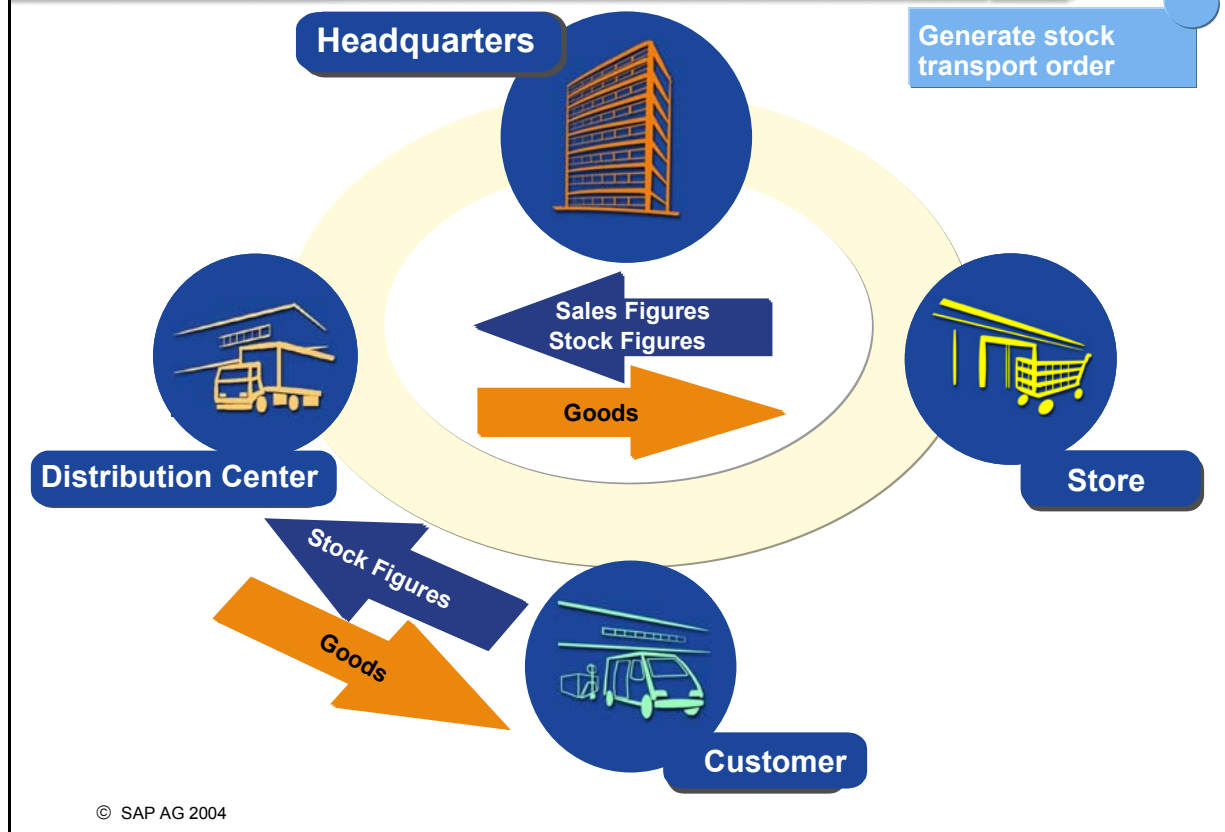 Headquarters
Generate stock
transport order
Sales Figures
Stock Figures
Goods
Distribution Center
Store
Stock Figures
Goods
Customer
© SAP AG 2004